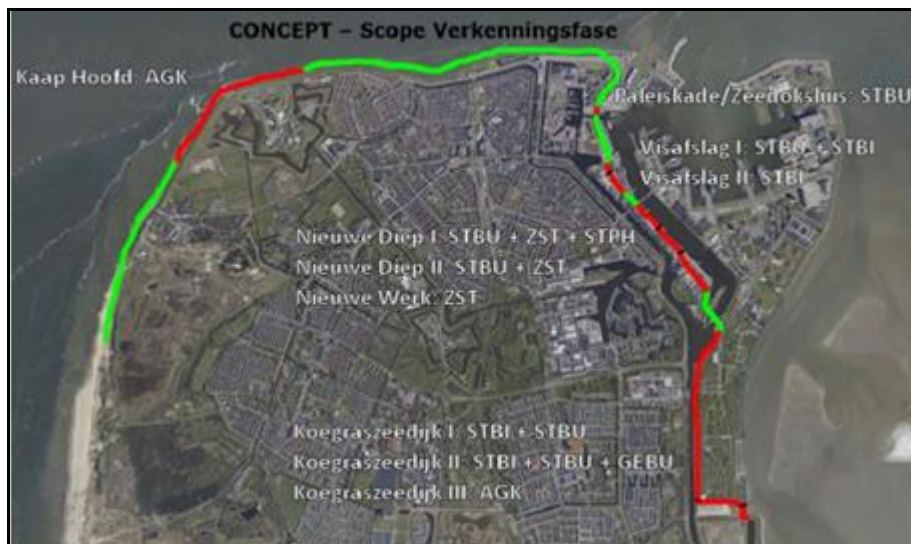 CONCEPT – Scope Verkenningsfase
Kaap Hoofd: AGK
Paleiskade/Zeedoksluis: STBU
Visafslag I: STBU + STBI
Visafslag II: STBI
Nieuwe Diep I: STBU + ZST + STPH
Nieuwe Diep II: STBU + ZST
Nieuwe Werk: ZST
Koegraszeedijk I: STBI + STBU
Koegraszeedijk II: STBI + STBU + GEBU
Koegraszeedijk III: AGK